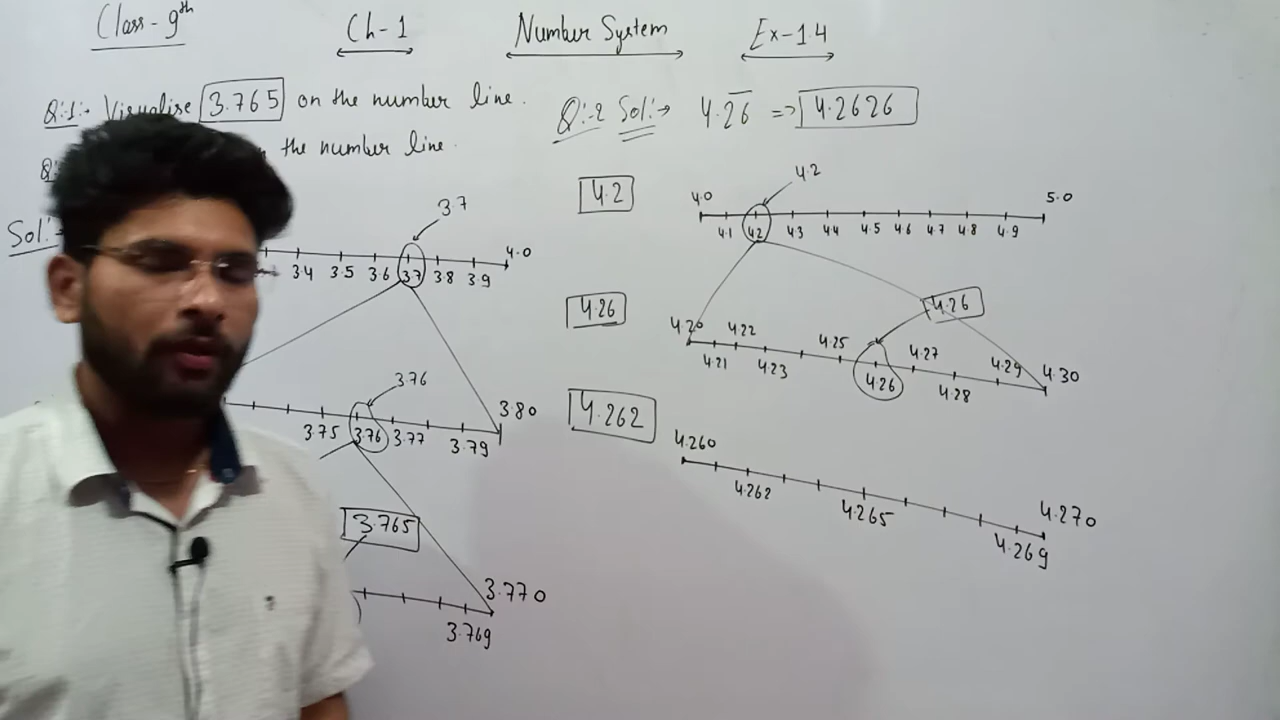 Class - 9th Ch-1 Number System Ex-1.4
Q:1:- Visualise 3.765 on the number line.
the number line.
Sol:-
3.7
3.4 3.5 3.6 3.7 3.8 3.9 4.0
3.76
3.75 3.76 3.77 3.79 3.80
3.765
3.769 3.770
Q:-2 Sol:→ 4.2̅6̅ => 4.2626
4.2
4.2
4.0 4.1 4.2 4.3 4.4 4.5 4.6 4.7 4.8 4.9 5.0
4.26
4.26
4.20 4.21 4.22 4.23 4.25 4.26 4.27 4.28 4.29 4.30
4.262
4.260 4.262 4.265 4.269 4.270